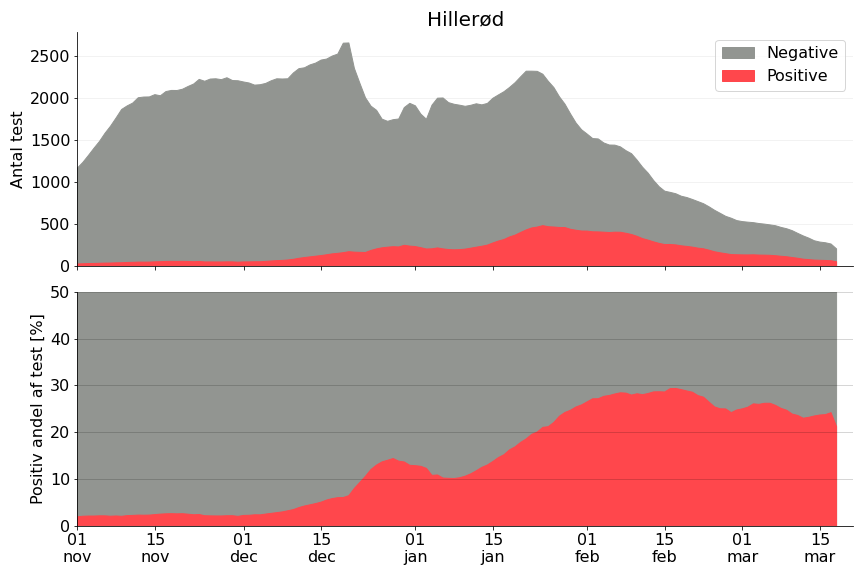 Hillerød
Negative
Positive
Antal test
2500
2000
1500
1000
500
0
Positiv andel af test [%]
50
40
30
20
10
0
01 15 01 15 01 15 01 15 01 15
nov nov dec dec jan jan feb feb mar mar